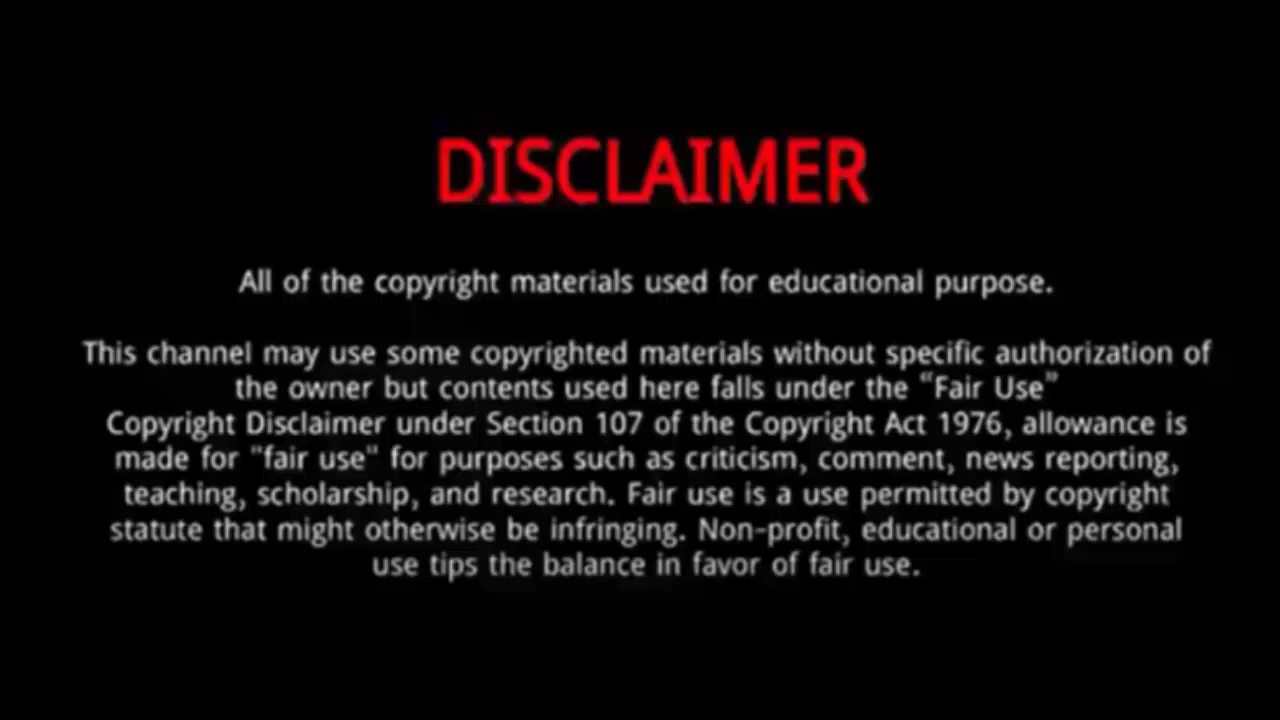 DISCLAIMER
All of the copyright materials used for educational purpose.
This channel may use some copyrighted materials without specific authorization of
the owner but contents used here falls under the “Fair Use”
Copyright Disclaimer under Section 107 of the Copyright Act 1976, allowance is
made for "fair use" for purposes such as criticism, comment, news reporting,
teaching, scholarship, and research. Fair use is a use permitted by copyright
statute that might otherwise be infringing. Non-profit, educational or personal
use tips the balance in favor of fair use.